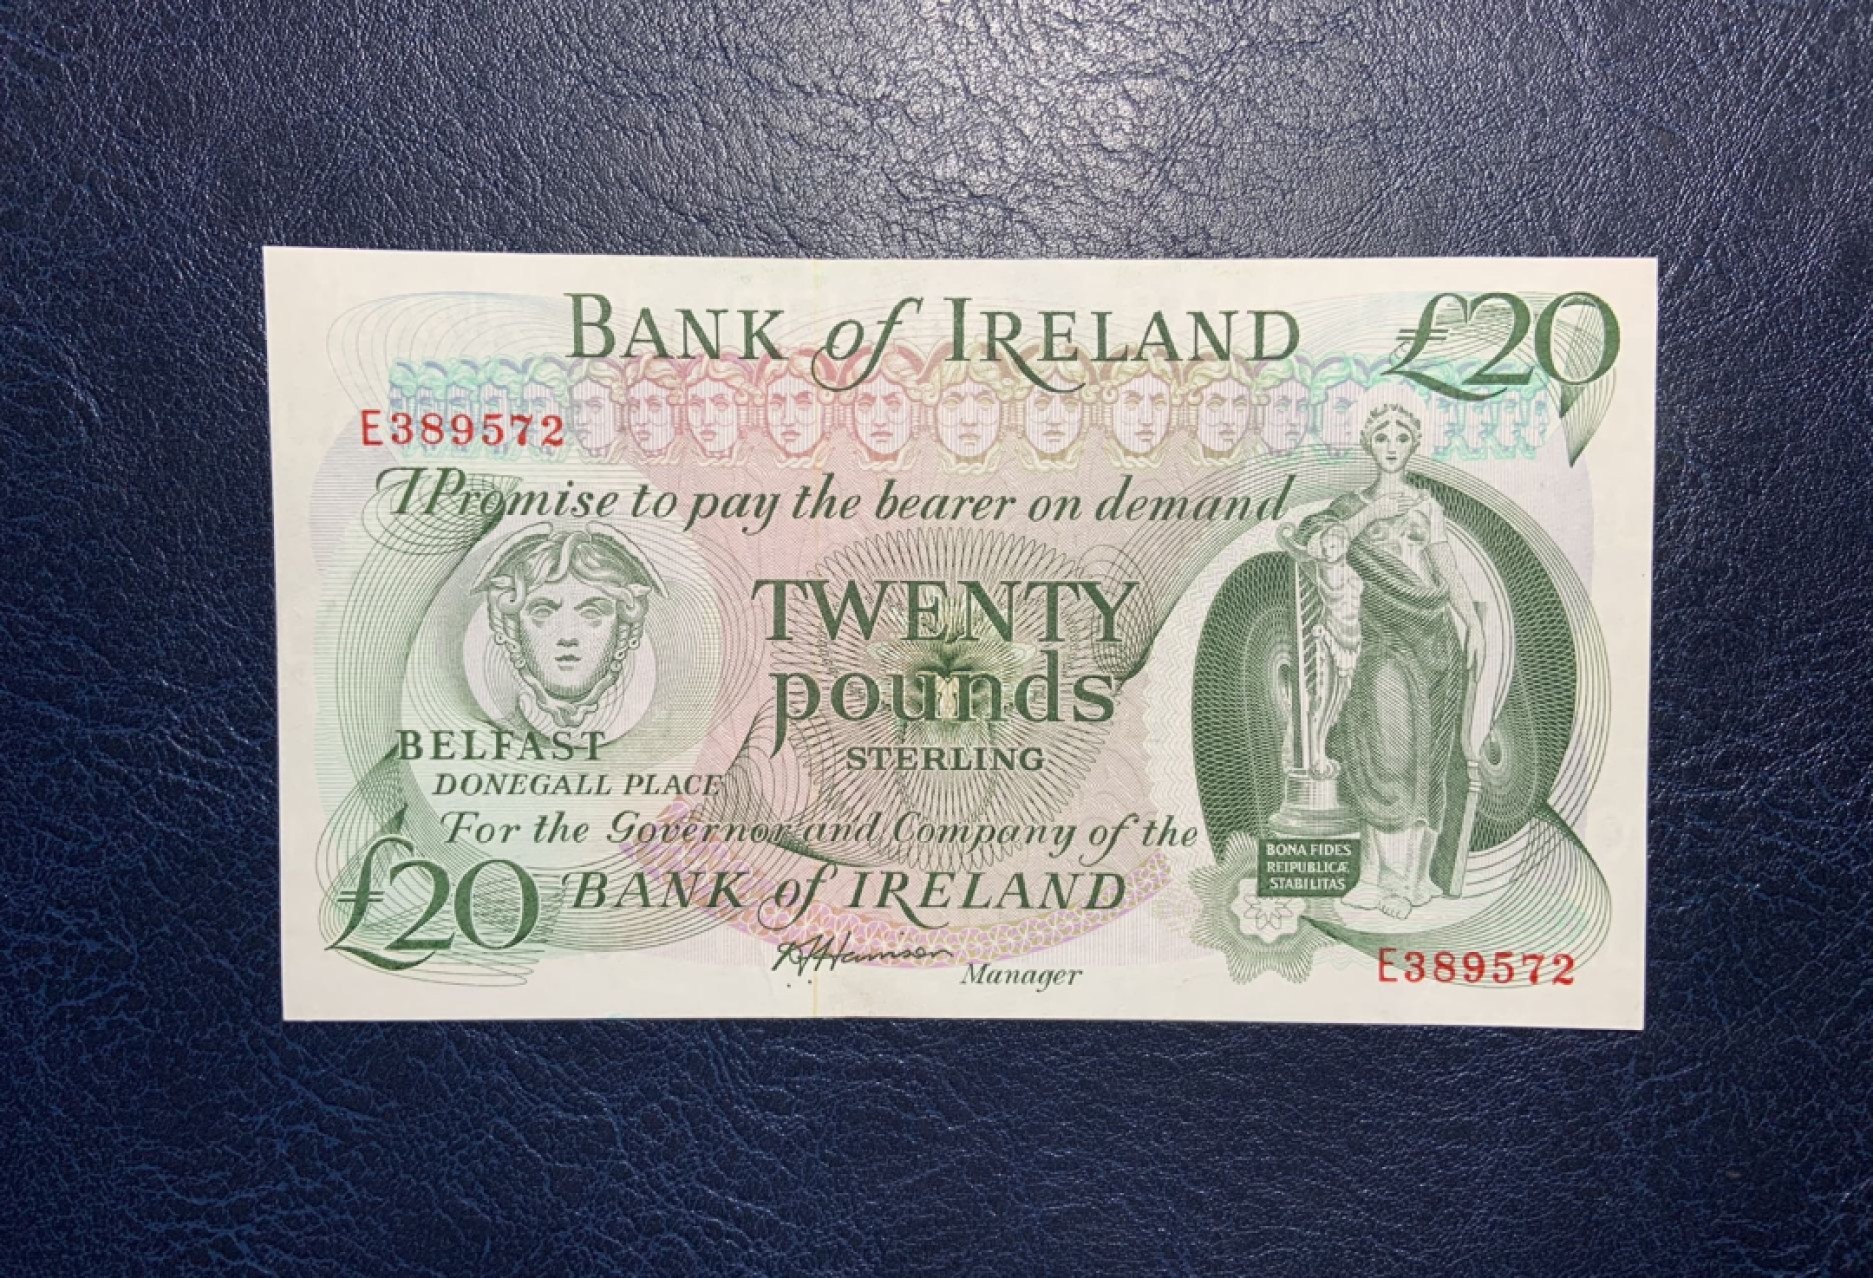 BANK of IRELAND £20
E389572
I Promise to pay the bearer on demand
TWENTY
pounds
STERLING
BELFAST
DONEGALL PLACE
For the Governor and Company of the
£20 BANK of IRELAND
Manager
BONA FIDES
REIPUBLICÆ
STABILITAS
E389572